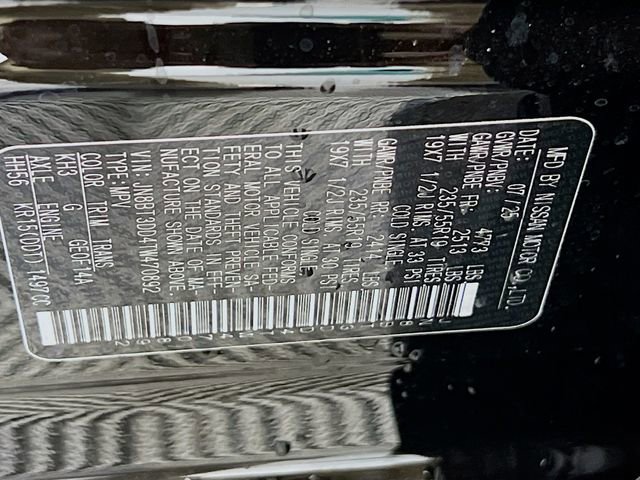 MFD BY NISSAN MOTOR CO.,LTD.
DATE: 07/25
GVWR/PNBV: 4773 LBS
GAWR/PNBE FR. 2513 LBS
WITH 235/55R19 TIRES
19X7 1/2J RIMS, AT 33 PSI
COLD SINGLE
GAWR/PNBE RR. 2414 LBS
WITH 235/55R19 TIRES
19X7 1/2J RIMS, AT 30 PSI
COLD SINGLE
THIS VEHICLE CONFORMS
TO ALL APPLICABLE FED-
ERAL MOTOR VEHICLE SA-
FETY AND THEFT PREVEN-
TION STANDARDS IN EFF-
ECT ON THE DATE OF MA-
NUFACTURE SHOWN ABOVE.
VIN: JN8BT3DD4TW470892
TYPE: MPV
COLOR TRIM TRANS
KH3 G GE0F14A
AXLE ENGINE
HH56 KR15(DDT) 1497CC
JN8BT3DD4TW470892